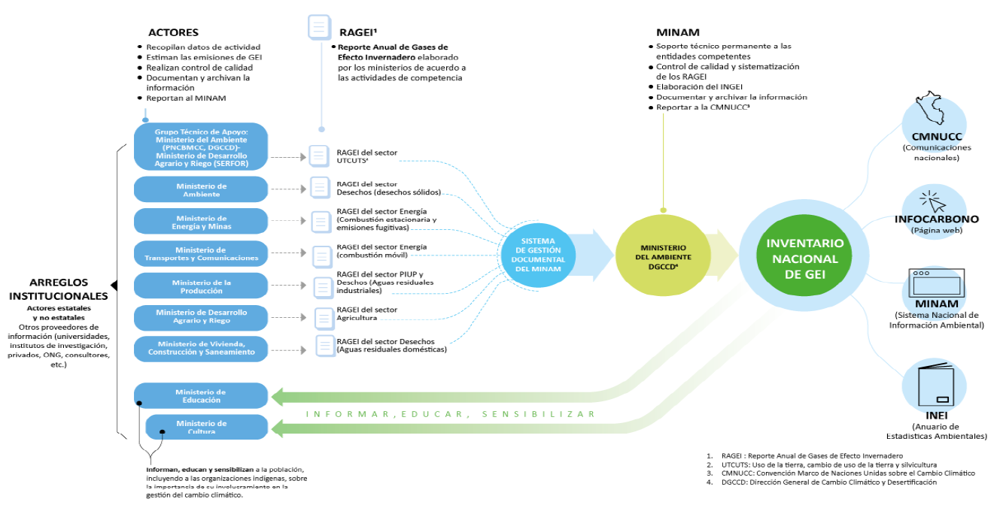 ACTORES
Recopilan datos de actividad
Estiman las emisiones de GEI
Realizan control de calidad
Documentan y archivan la
información
Reportan al MINAM
RAGEI¹
Reporte Anual de Gases de
Efecto Invernadero elaborado
por los ministerios de acuerdo a
las actividades de competencia
MINAM
Soporte técnico permanente a las
entidades competentes
Control de calidad y sistematización
de los RAGEI
Elaboración del INGEI
Documentar y archivar la información
Reportar a la CMNUCC³
ARREGLOS
INSTITUCIONALES
Actores estatales
y no estatales
Otros proveedores de
información (universidades,
institutos de investigación,
privados, ONG, consultores,
etc.)
Grupo Técnico de Apoyo:
Ministerio del Ambiente
(PNCBMCC, DGCCD)-
Ministerio de Desarrollo
Agrario y Riego (SERFOR)
Ministerio de
Ambiente
Ministerio de
Energía y Minas
Ministerio de
Transportes y Comunicaciones
Ministerio de la
Producción
Ministerio de Desarrollo
Agrario y Riego
Ministerio de Vivienda,
Construcción y Saneamiento
Ministerio de
Educación
Ministerio de
Cultura
RAGEI del sector
UTCUTS²
RAGEI del sector
Desechos (desechos sólidos)
RAGEI del sector Energía
(Combustión estacionaria y
emisiones fugitivas)
RAGEI del sector Energía
(combustión móvil)
RAGEI del sector PIUP y
Deschos (Aguas residuales
industriales)
RAGEI del sector
Agricultura
RAGEI del sector Desechos
(Aguas residuales domésticas)
SISTEMA
DE GESTIÓN
DOCUMENTAL
DEL MINAM
MINISTERIO
DEL AMBIENTE
DGCCD⁴
INVENTARIO
NACIONAL
DE GEI
CMNUCC
(Comunicaciones
nacionales)
INFOCARBONO
(Página web)
MINAM
(Sistema Nacional de
Información Ambiental)
INEI
(Anuario de
Estadisticas Ambientales)
INFORMAR, EDUCAR, SENSIBILIZAR
Informan, educan y sensibilizan a la población,
incluyendo a las organizaciones indígenas, sobre
la importancia de su involucramiento en la
gestión del cambio climático.
1. RAGEI : Reporte Anual de Gases de Efecto Invernadero
2. UTCUTS: Uso de la tierra, cambio de uso de la tierra y silvicultura
3. CMNUCC: Convención Marco de Naciones Unidas sobre el Cambio Climático
4. DGCCD: Dirección General de Cambio Climático y Desertificación